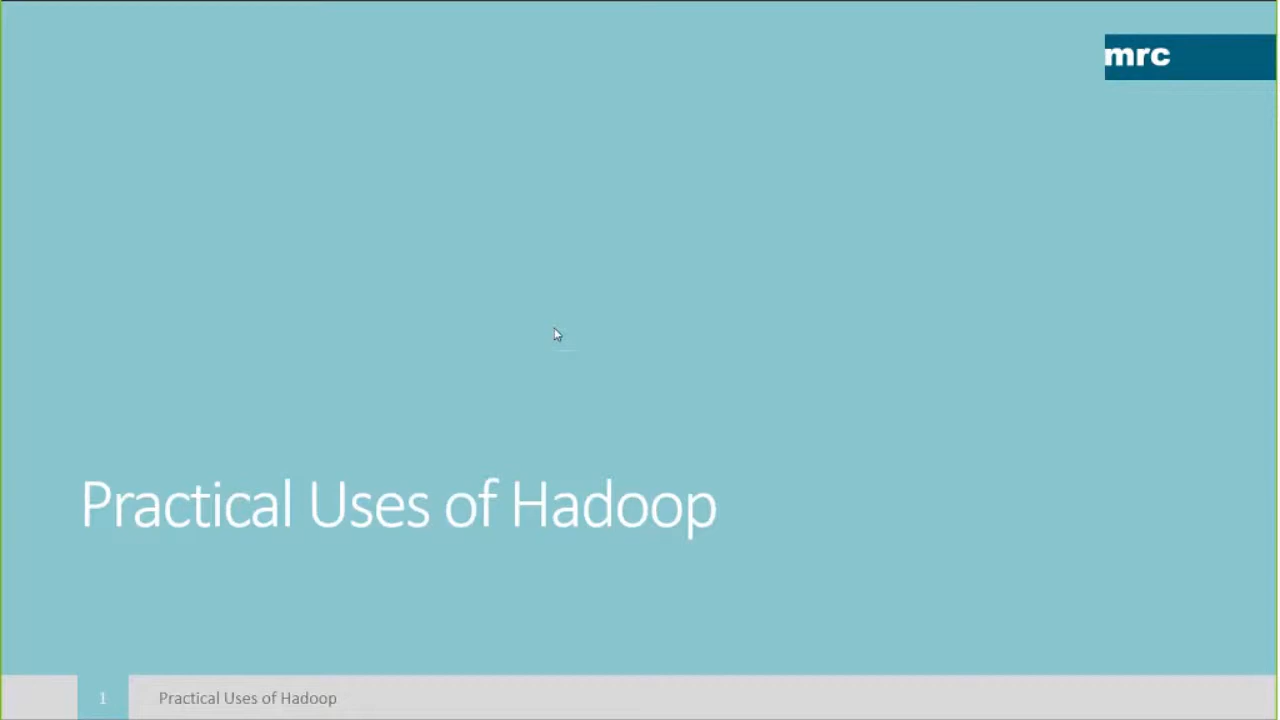 mrc
Practical Uses of Hadoop
1
Practical Uses of Hadoop